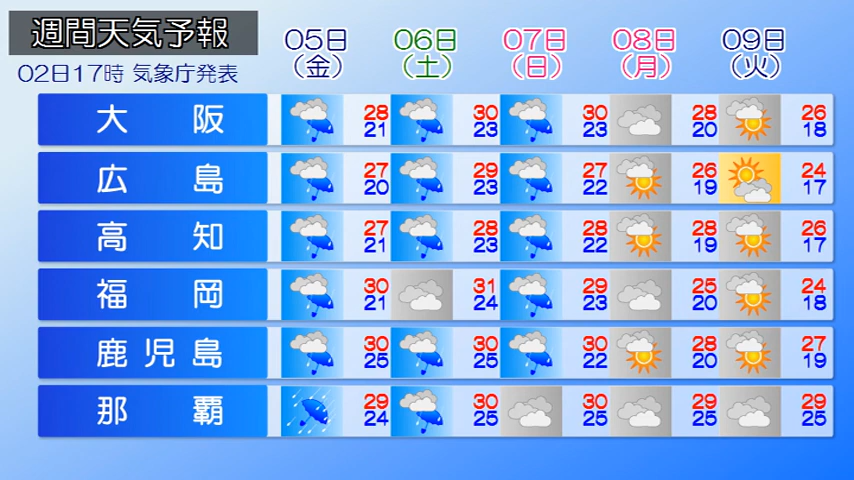 週間天気予報
02日17時 気象庁発表
05日 06日 07日 08日 09日
(金) (土) (日) (月) (火)
大阪 28 30 30 28 26
21 23 23 20 18
広島 27 29 27 26 24
20 23 22 19 17
高知 27 28 28 28 26
21 23 22 19 17
福岡 30 31 29 25 24
21 24 23 20 18
鹿児島 30 30 30 28 27
25 25 22 20 19
那覇 29 30 30 29 29
24 25 25 25 25